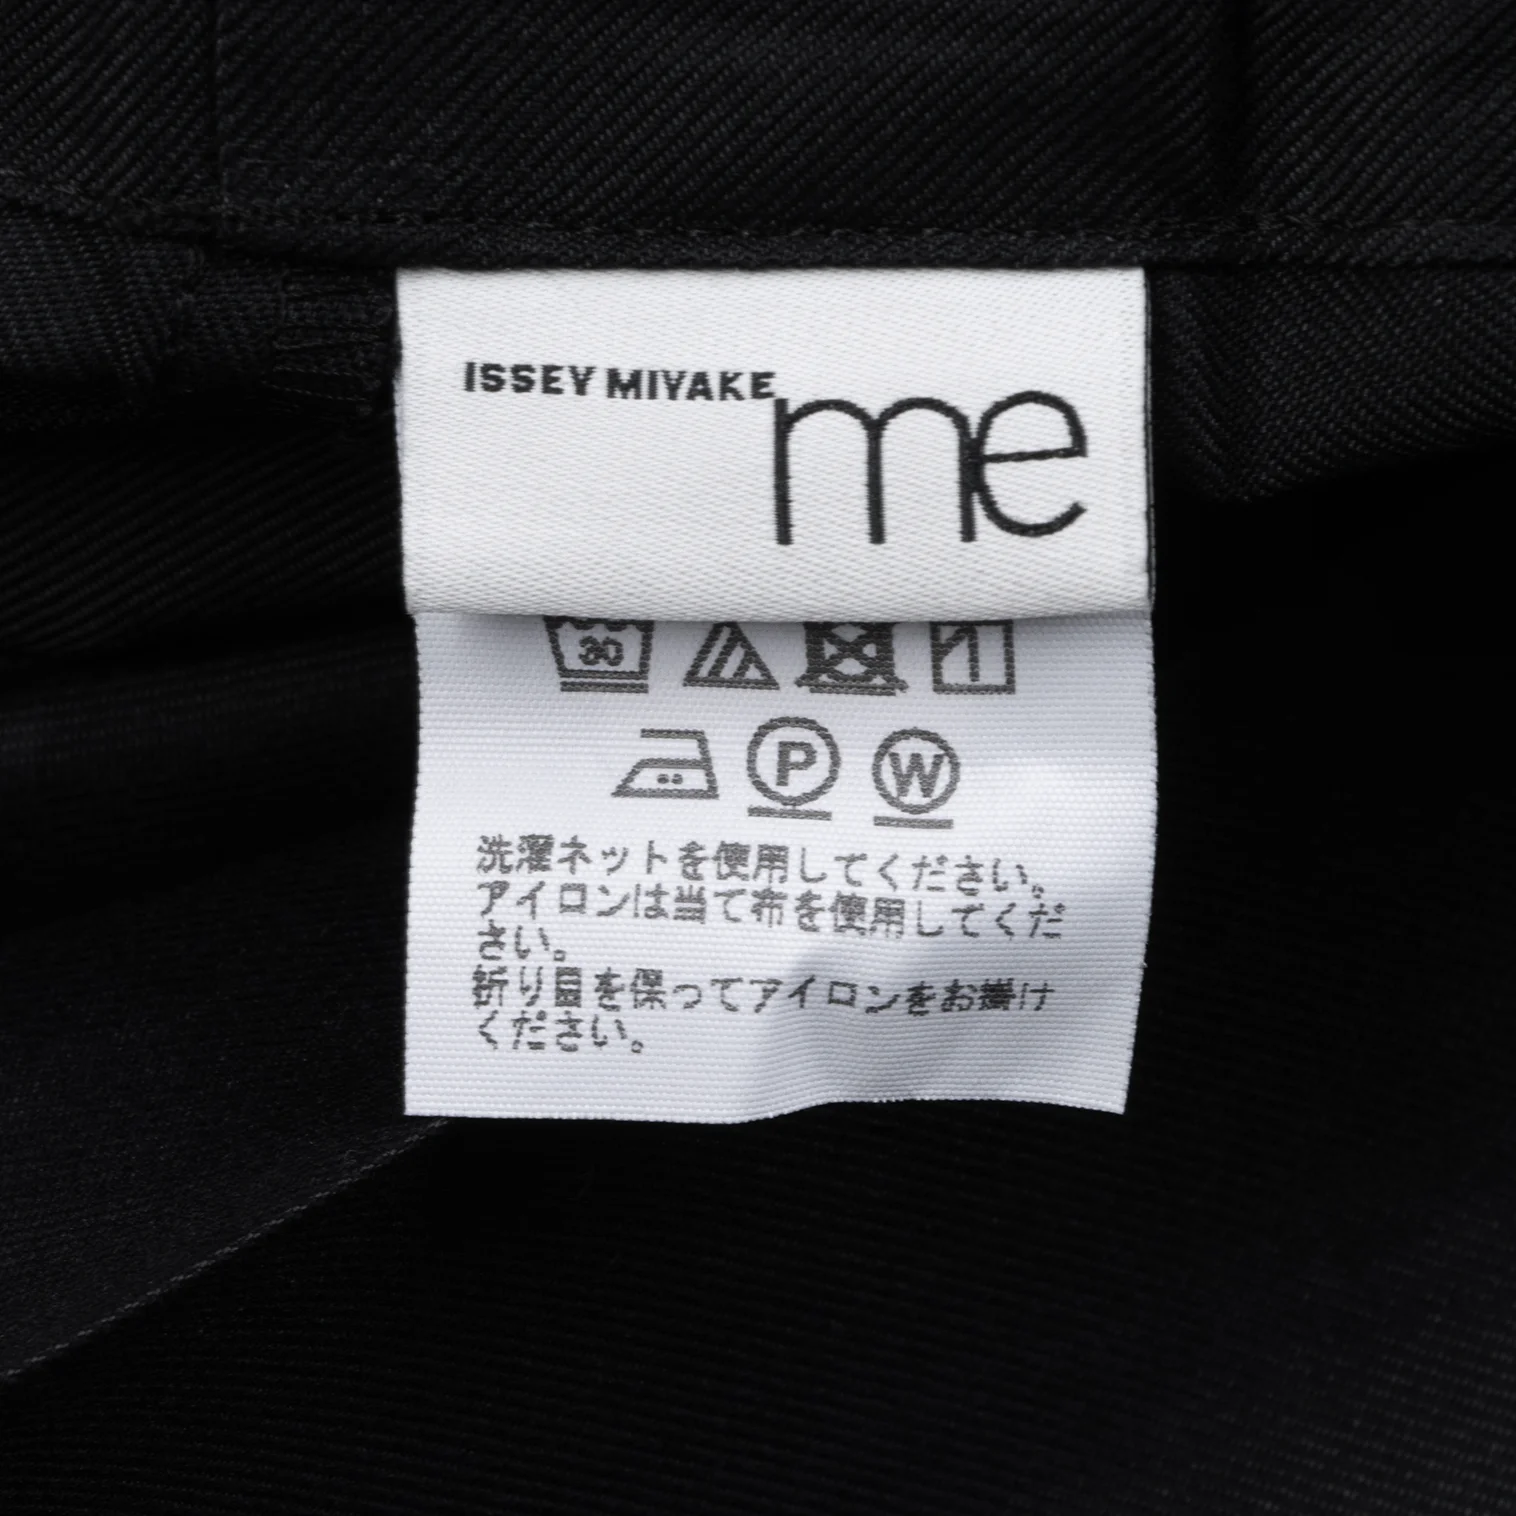 ISSEY MIYAKE
me
30
P W
洗濯ネットを使用してください。
アイロンは当て布を使用してくだ
さい。
折り目を保ってアイロンをお掛け
ください。